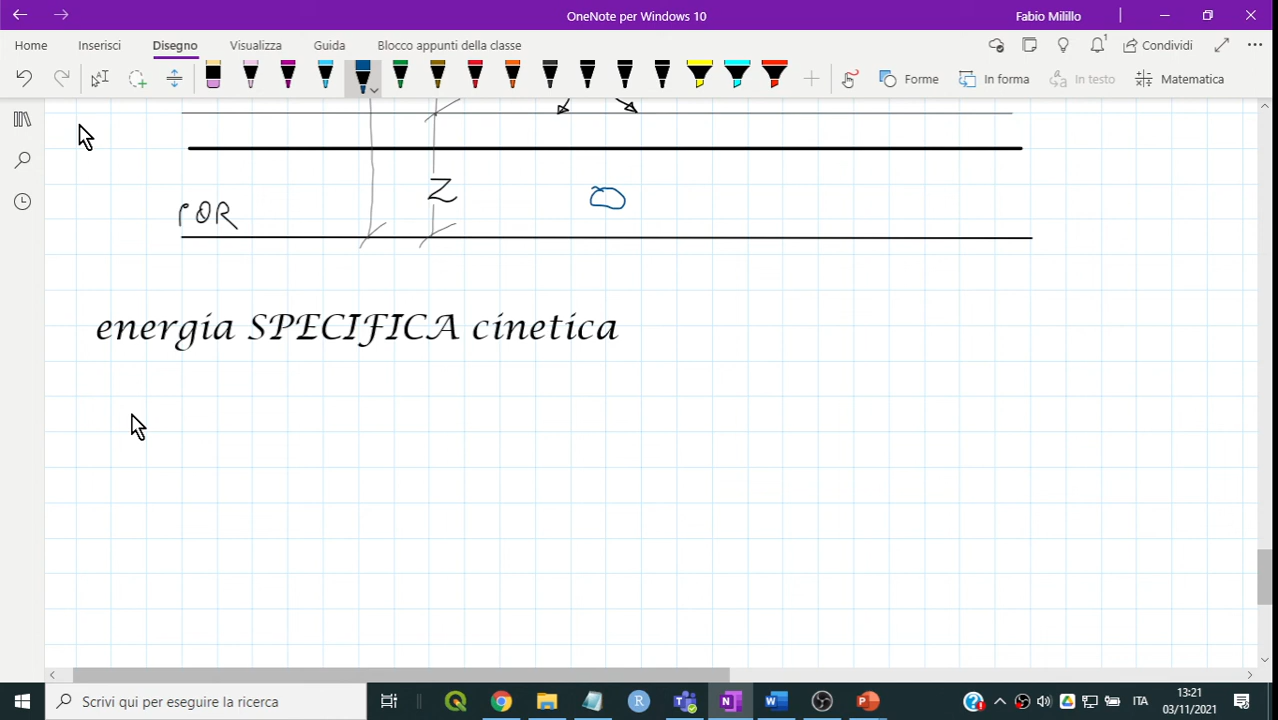 OneNote per Windows 10
Fabio Milillo
Home Inserisci Disegno Visualizza Guida Blocco appunti della classe
Condividi
Forme In forma In testo Matematica
Z
POR
energia SPECIFICA cinetica
Scrivi qui per eseguire la ricerca
ITA
13:21
03/11/2021